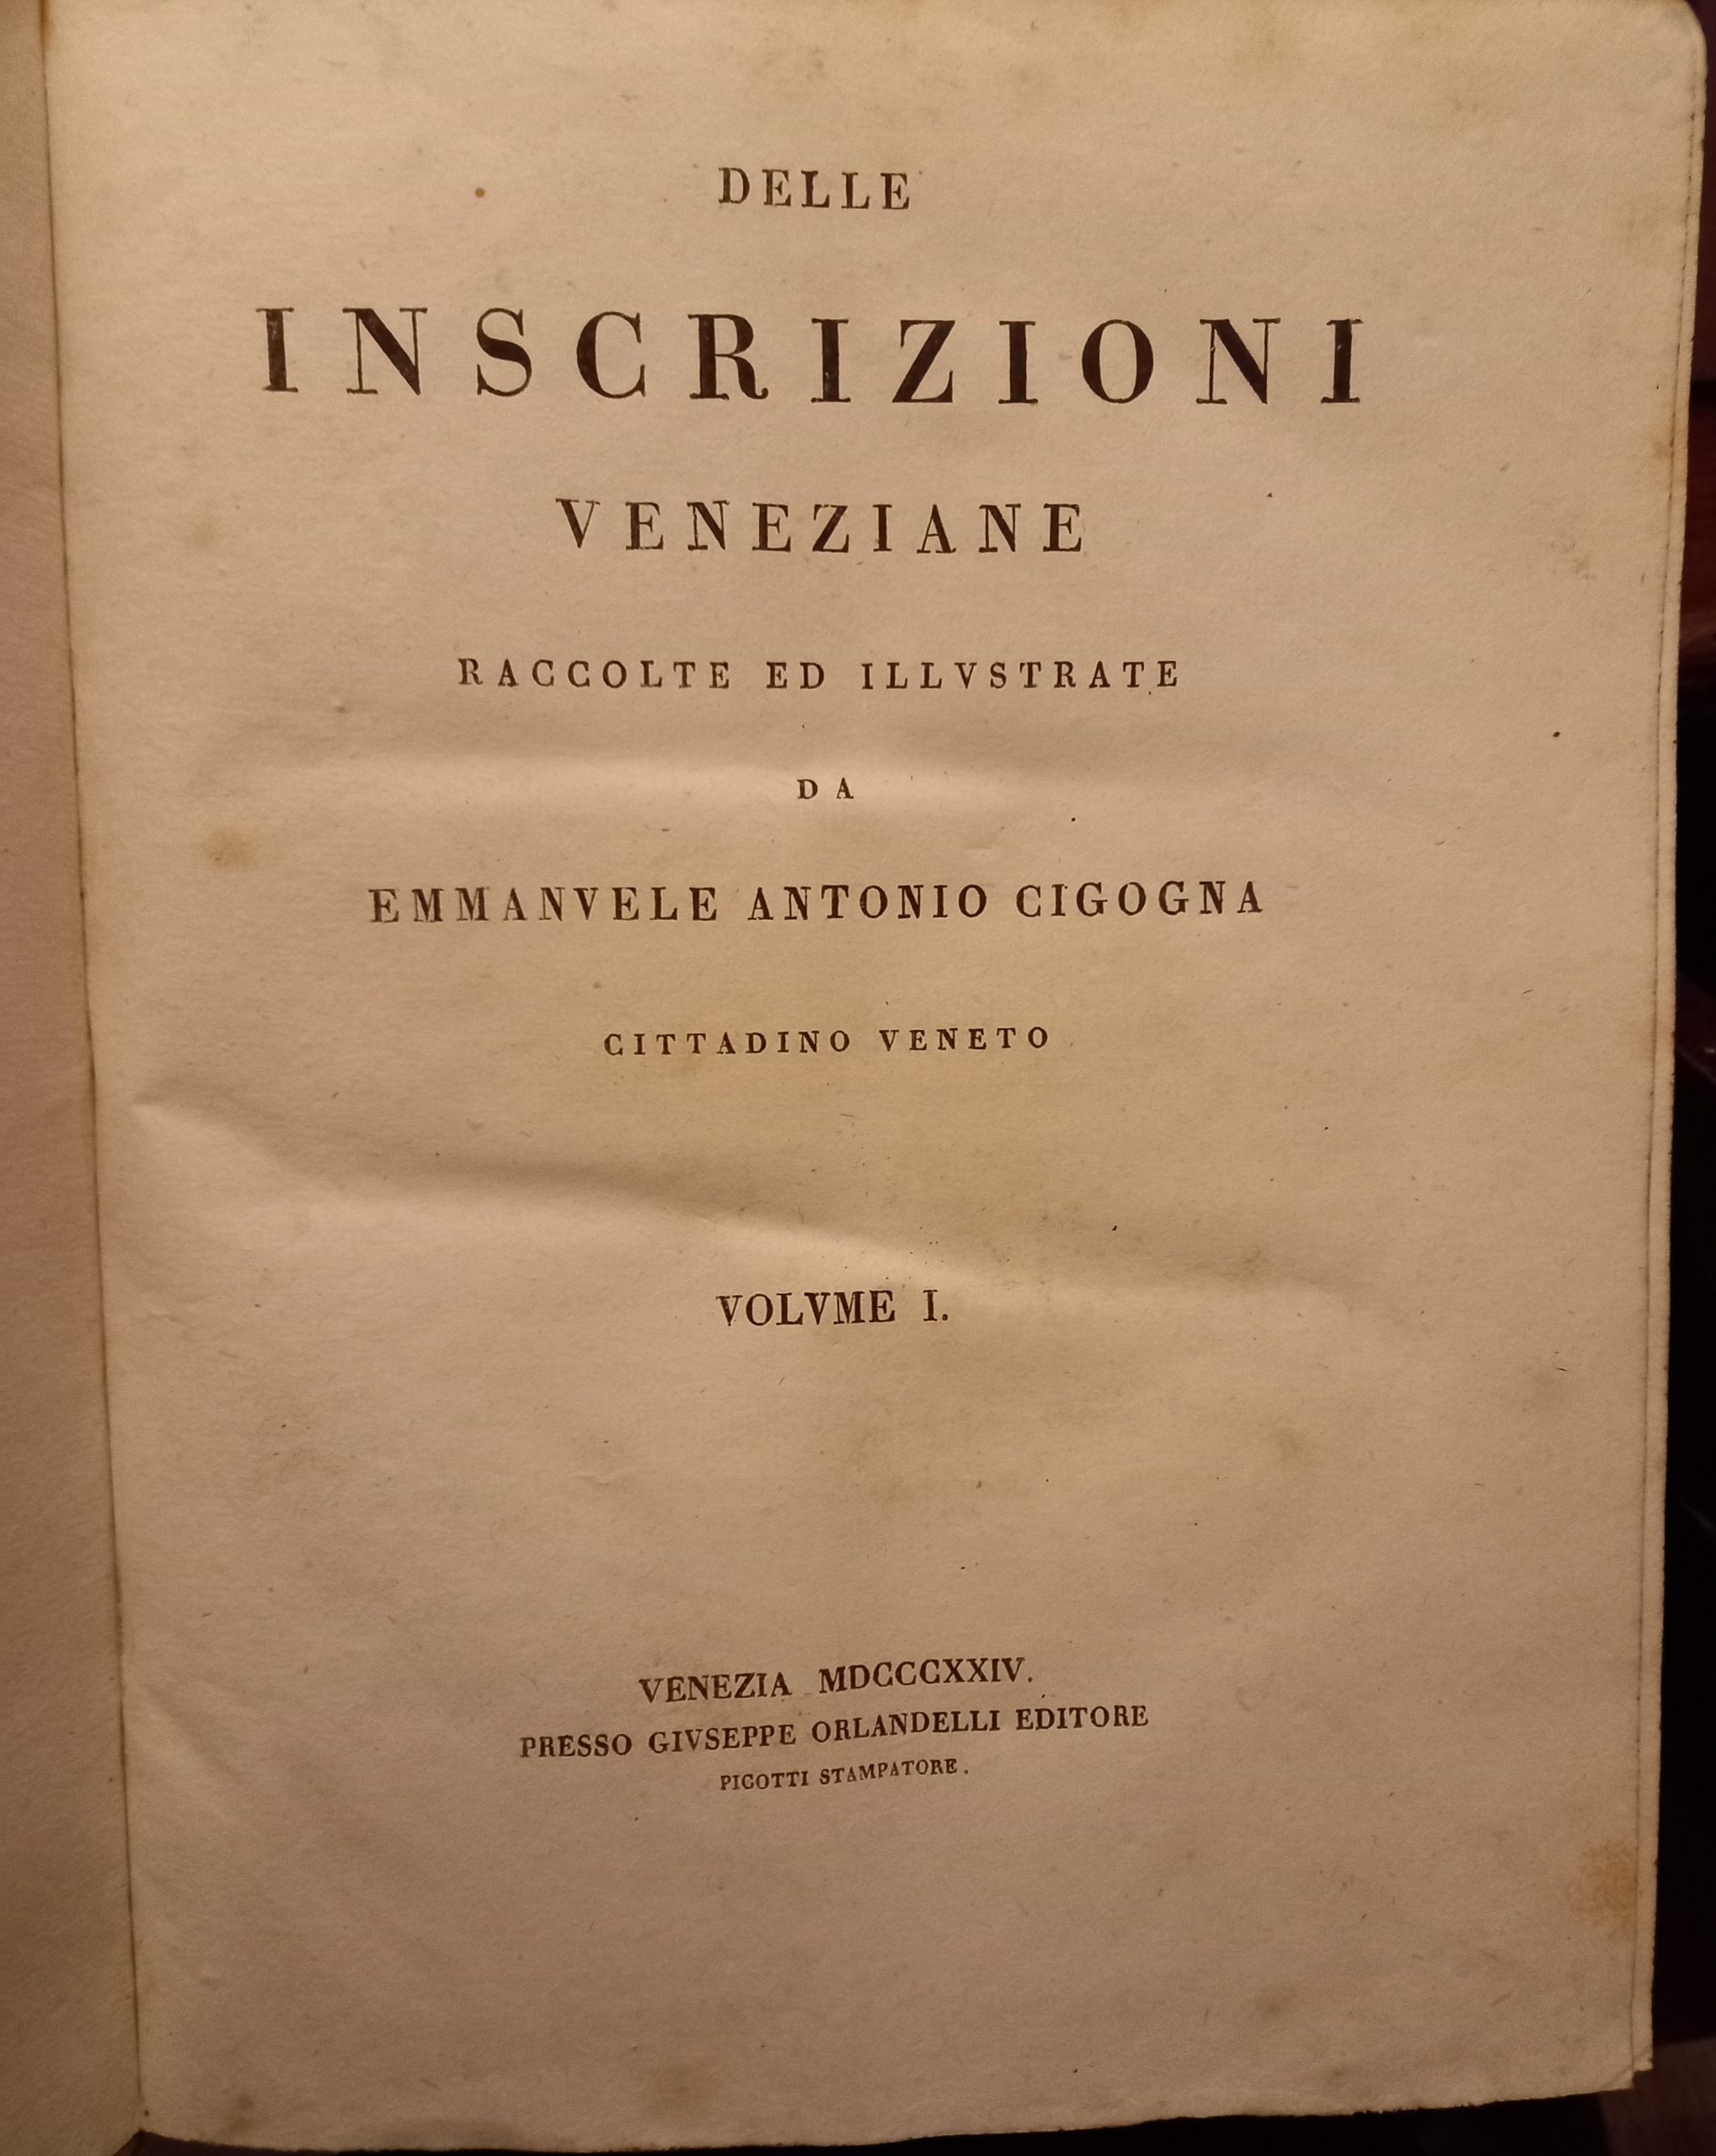 DELLE
INSCRIZIONI
VENEZIANE
RACCOLTE ED ILLVSTRATE
DA
EMMANVELE ANTONIO CIGOGNA
CITTADINO VENETO
VOLVME I.
VENEZIA MDCCCXXIV.
PRESSO GIVSEPPE ORLANDELLI EDITORE
PICOTTI STAMPATORE.